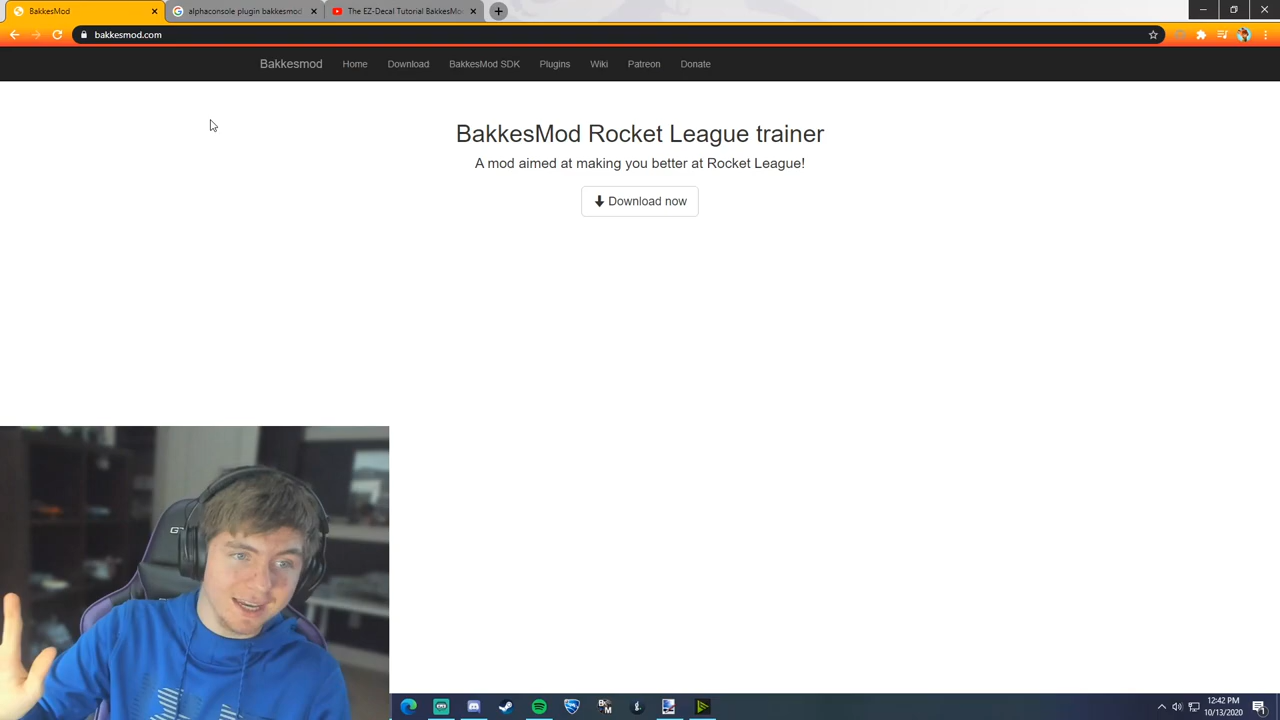 BakkesMod
alphaconsole plugin bakkesmod
The EZ-Decal Tutorial BakkesMo
bakkesmod.com
Bakkesmod Home Download BakkesMod SDK Plugins Wiki Patreon Donate
BakkesMod Rocket League trainer
A mod aimed at making you better at Rocket League!
Download now
12:42 PM
10/13/2020